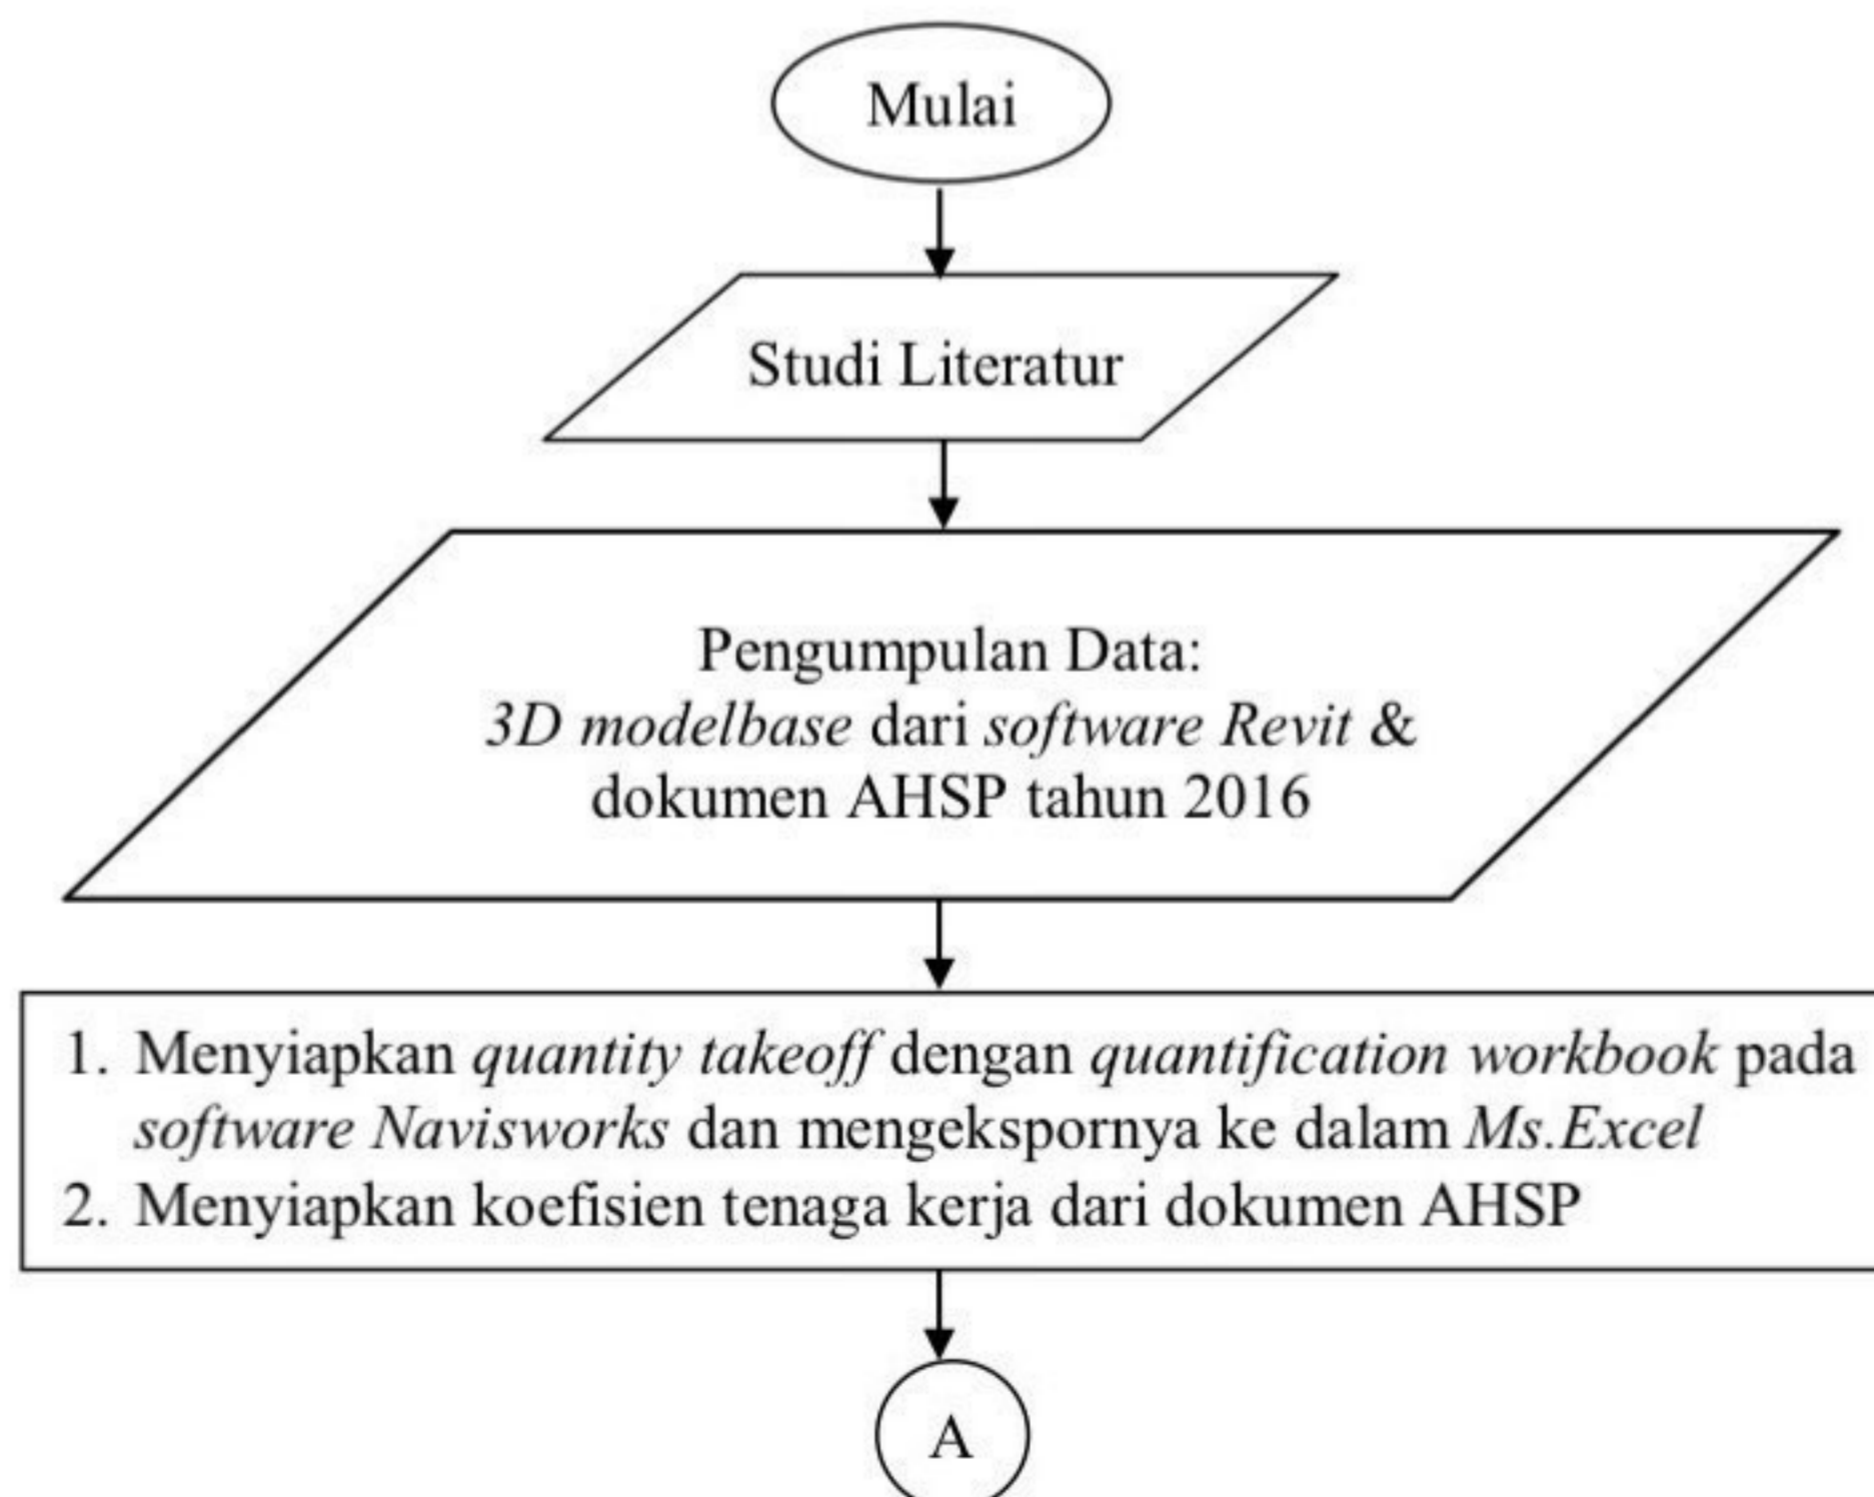 Mulai
Studi Literatur
Pengumpulan Data:
3D modelbase dari software Revit &
dokumen AHSP tahun 2016
1. Menyiapkan quantity takeoff dengan quantification workbook pada
software Navisworks dan mengekspornya ke dalam Ms.Excel
2. Menyiapkan koefisien tenaga kerja dari dokumen AHSP
A